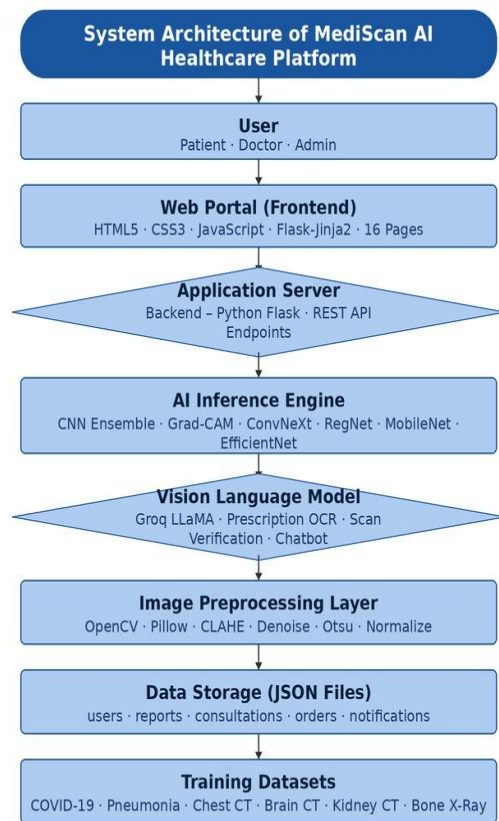 System Architecture of MediScan AI
Healthcare Platform
User
Patient · Doctor · Admin
Web Portal (Frontend)
HTML5 · CSS3 · JavaScript · Flask-Jinja2 · 16 Pages
Application Server
Backend – Python Flask · REST API
Endpoints
AI Inference Engine
CNN Ensemble · Grad-CAM · ConvNeXt · RegNet · MobileNet ·
EfficientNet
Vision Language Model
Groq LLaMA · Prescription OCR · Scan
Verification · Chatbot
Image Preprocessing Layer
OpenCV · Pillow · CLAHE · Denoise · Otsu · Normalize
Data Storage (JSON Files)
users · reports · consultations · orders · notifications
Training Datasets
COVID-19 · Pneumonia · Chest CT · Brain CT · Kidney CT · Bone X-Ray